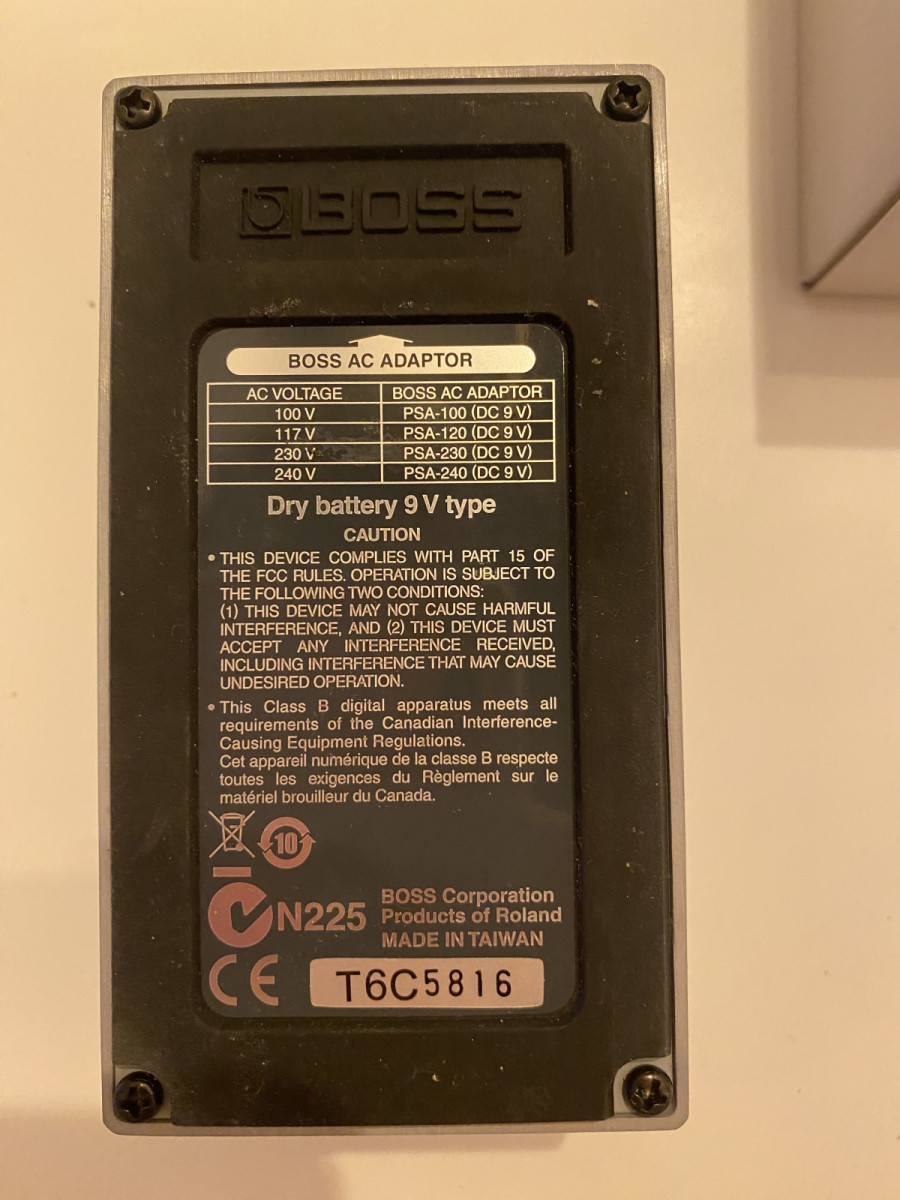 BOSS
BOSS AC ADAPTOR
AC VOLTAGE BOSS AC ADAPTOR
100 V PSA-100 (DC 9 V)
117 V PSA-120 (DC 9 V)
230 V PSA-230 (DC 9 V)
240 V PSA-240 (DC 9 V)
Dry battery 9 V type
CAUTION
• THIS DEVICE COMPLIES WITH PART 15 OF
THE FCC RULES. OPERATION IS SUBJECT TO
THE FOLLOWING TWO CONDITIONS:
(1) THIS DEVICE MAY NOT CAUSE HARMFUL
INTERFERENCE, AND (2) THIS DEVICE MUST
ACCEPT ANY INTERFERENCE RECEIVED,
INCLUDING INTERFERENCE THAT MAY CAUSE
UNDESIRED OPERATION.
• This Class B digital apparatus meets all
requirements of the Canadian Interference-
Causing Equipment Regulations.
Cet appareil numérique de la classe B respecte
toutes les exigences du Règlement sur le
matériel brouilleur du Canada.
10
N225
BOSS Corporation
Products of Roland
MADE IN TAIWAN
CE
T6C5816